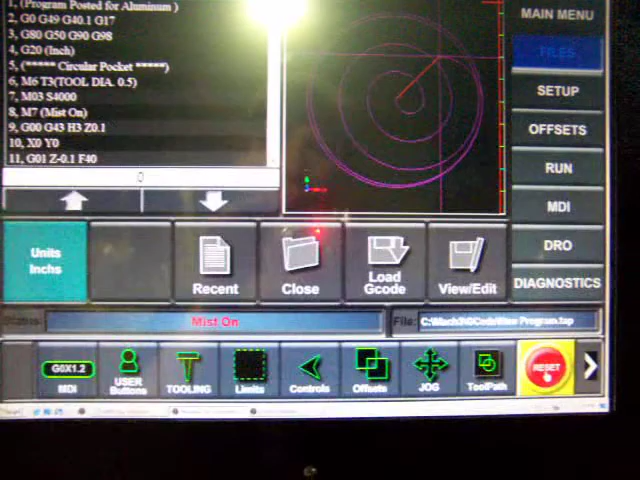 1, (Program Posted for Aluminum )
2, G0 G49 G40.1 G17
3, G80 G50 G90 G98
4, G20 (Inch)
5, (***** Circular Pocket *****)
6, M6 T3(TOOL DIA. 0.5)
7, M03 S4000
8, M7 (Mist On)
9, G00 G43 H3 Z0.1
10, X0 Y0
11, G01 Z-0.1 F40
0
MAIN MENU
FILES
SETUP
OFFSETS
RUN
MDI
DRO
DIAGNOSTICS
Units
Inchs
Recent
Close
Load
Gcode
View/Edit
Status:
Mist On
File:
G0X1.2
MDI
USER
Buttons
TOOLING
Limits
Controls
Offsets
JOG
ToolPath
RESET